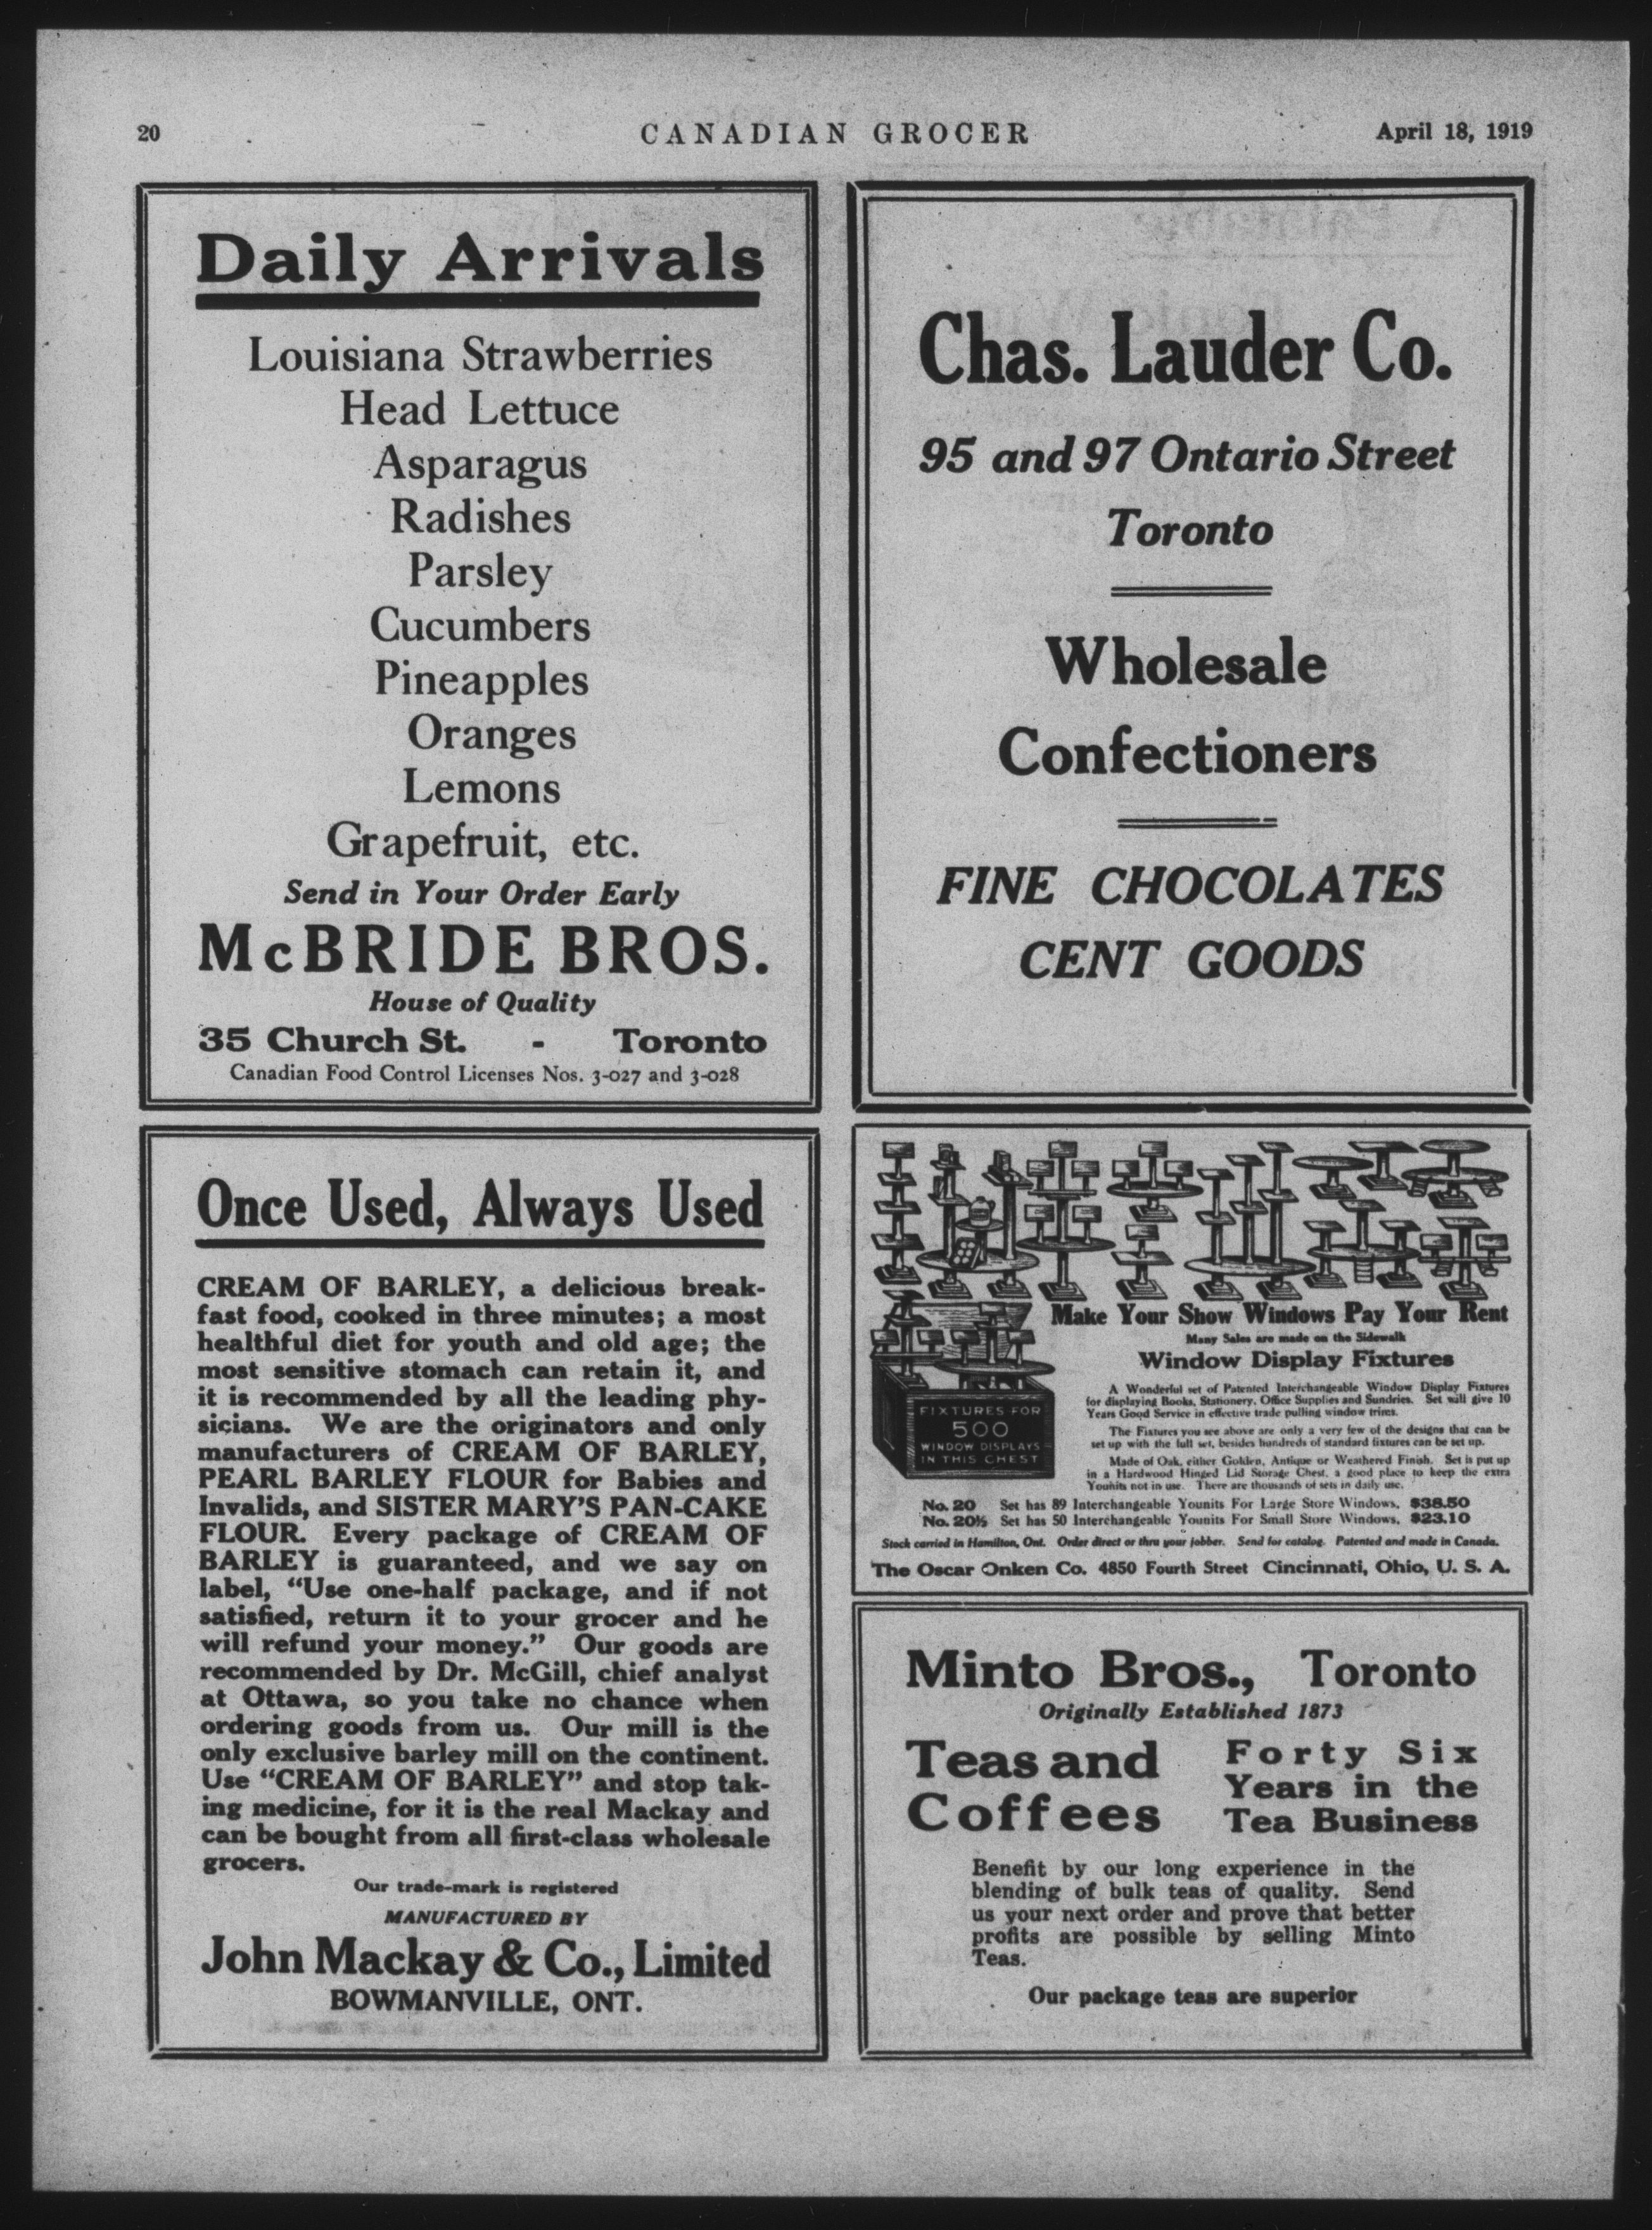 20
CANADIAN GROCER
April 18, 1919
Daily Arrivals
Louisiana Strawberries
Head Lettuce
Asparagus
Radishes
Parsley
Cucumbers
Pineapples
Oranges
Lemons
Grapefruit, etc.
Send in Your Order Early
McBRIDE BROS.
House of Quality
35 Church St. - Toronto
Canadian Food Control Licenses Nos. 3-027 and 3-028
Chas. Lauder Co.
95 and 97 Ontario Street
Toronto
Wholesale
Confectioners
FINE CHOCOLATES
CENT GOODS
Once Used, Always Used
CREAM OF BARLEY, a delicious break-
fast food, cooked in three minutes; a most
healthful diet for youth and old age; the
most sensitive stomach can retain it, and
it is recommended by all the leading phy-
sicians. We are the originators and only
manufacturers of CREAM OF BARLEY,
PEARL BARLEY FLOUR for Babies and
Invalids, and SISTER MARY'S PAN-CAKE
FLOUR. Every package of CREAM OF
BARLEY is guaranteed, and we say on
label, "Use one-half package, and if not
satisfied, return it to your grocer and he
will refund your money." Our goods are
recommended by Dr. McGill, chief analyst
at Ottawa, so you take no chance when
ordering goods from us. Our mill is the
only exclusive barley mill on the continent.
Use "CREAM OF BARLEY" and stop tak-
ing medicine, for it is the real Mackay and
can be bought from all first-class wholesale
grocers.
Our trade-mark is registered
MANUFACTURED BY
John Mackay & Co., Limited
BOWMANVILLE, ONT.
FIXTURES FOR
500
WINDOW DISPLAYS
IN THIS CHEST
Make Your Show Windows Pay Your Rent
Many Sales are made on the Sidewalk
Window Display Fixtures
A Wonderful set of Patented Interchangeable Window Display Fixtures
for displaying Books, Stationery, Office Supplies and Sundries. Set will give 10
Years Good Service in effective trade pulling window trims.
The Fixtures you see above are only a very few of the designs that can be
set up with the full set, besides hundreds of standard fixtures can be set up.
Made of Oak, either Golden, Antique or Weathered Finish. Set is put up
in a Hardwood Hinged Lid Storage Chest, a good place to keep the extra
Younits not in use. There are thousands of sets in daily use.
No. 20 Set has 89 Interchangeable Younits For Large Store Windows, $38.50
No. 20½ Set has 50 Interchangeable Younits For Small Store Windows, $23.10
Stock carried in Hamilton, Ont. Order direct or thru your jobber. Send for catalog. Patented and made in Canada.
The Oscar Onken Co. 4850 Fourth Street Cincinnati, Ohio, U. S. A.
Minto Bros., Toronto
Originally Established 1873
Teas and
Coffees
Forty Six
Years in the
Tea Business
Benefit by our long experience in the
blending of bulk teas of quality. Send
us your next order and prove that better
profits are possible by selling Minto
Teas.
Our package teas are superior